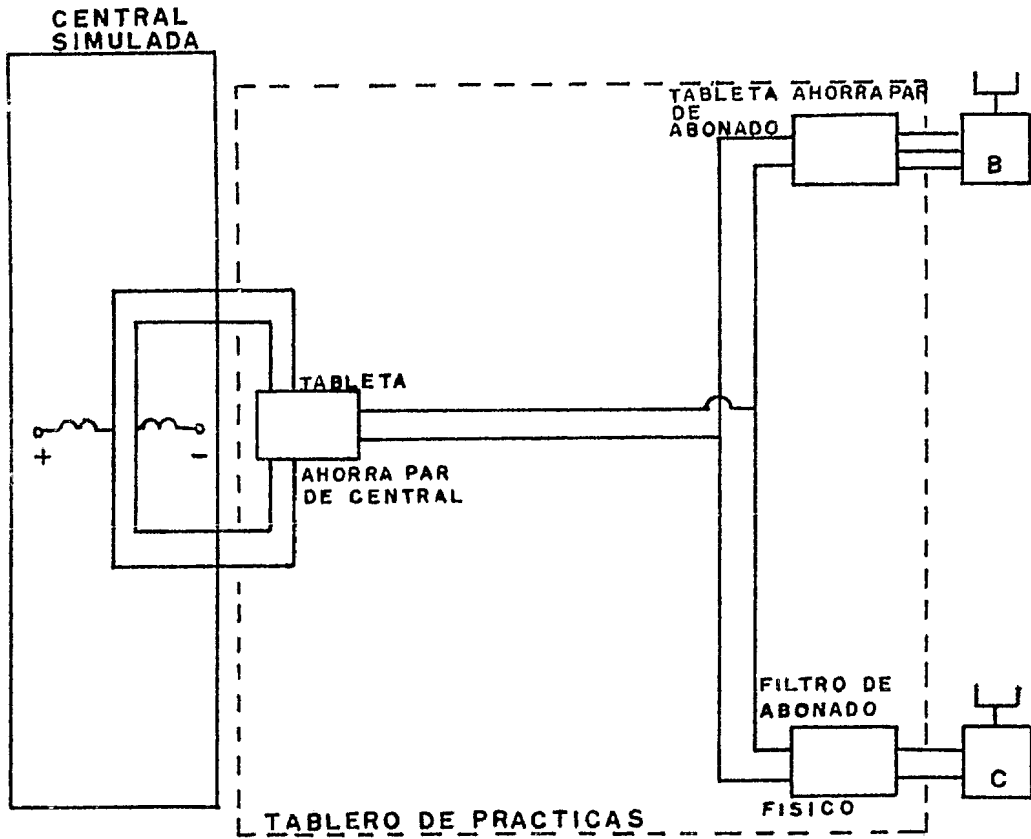 CENTRAL
SIMULADA
TABLETA AHORRA PAR
DE
ABONADO
B
TABLETA
+
-
AHORRA PAR
DE CENTRAL
FILTRO DE
ABONADO
C
FISICO
TABLERO DE PRACTICAS